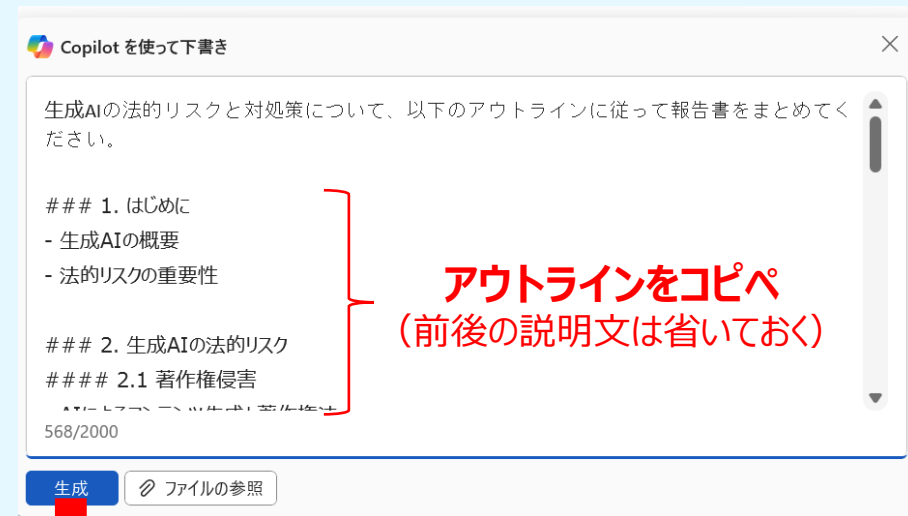 Copilot を使って下書き
生成AIの法的リスクと対処策について、以下のアウトラインに従って報告書をまとめてく
ださい。
### 1. はじめに
- 生成AIの概要
- 法的リスクの重要性
### 2. 生成AIの法的リスク
#### 2.1 著作権侵害
アウトラインをコピペ
（前後の説明文は省いておく）
568/2000
生成
ファイルの参照